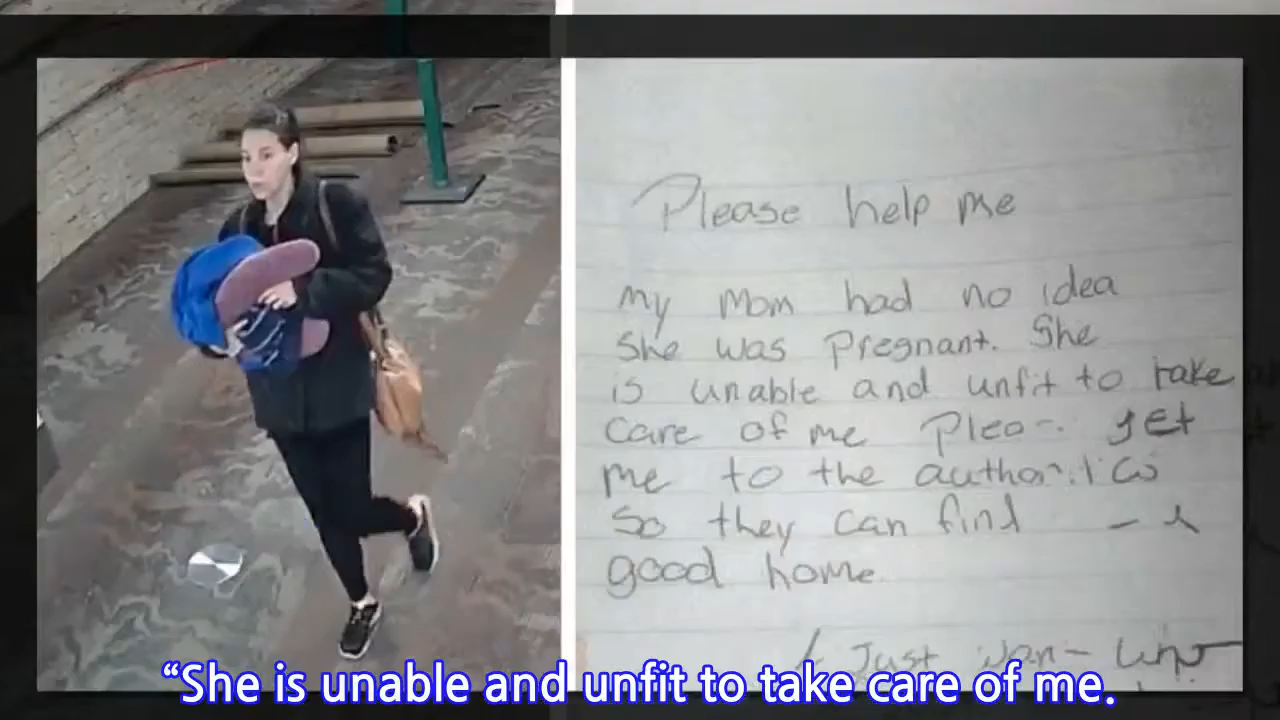 Please help me
my mom had no idea
She was pregnant. She
is unable and unfit to take
care of me get
me to the
So they can find
good home
Just
“She is unable and unfit to take care of me.